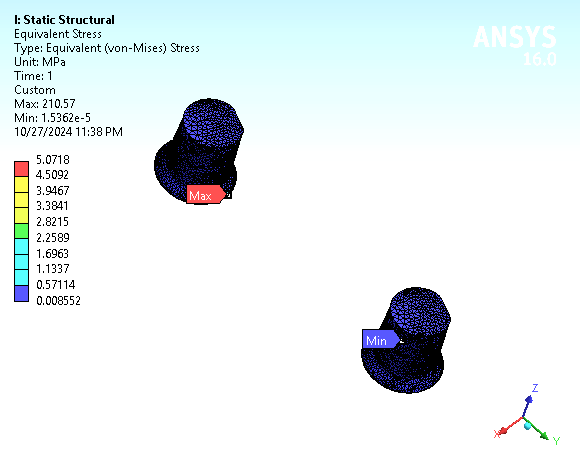 I: Static Structural
Equivalent Stress
Type: Equivalent (von-Mises) Stress
Unit: MPa
Time: 1
Custom
Max: 210.57
Min: 1.5362e-5
10/27/2024 11:38 PM
ANSYS
16.0
5.0718
4.5092
3.9467
3.3841
2.8215
2.2589
1.6963
1.1337
0.57114
0.008552
Max
Min
Z
X
Y